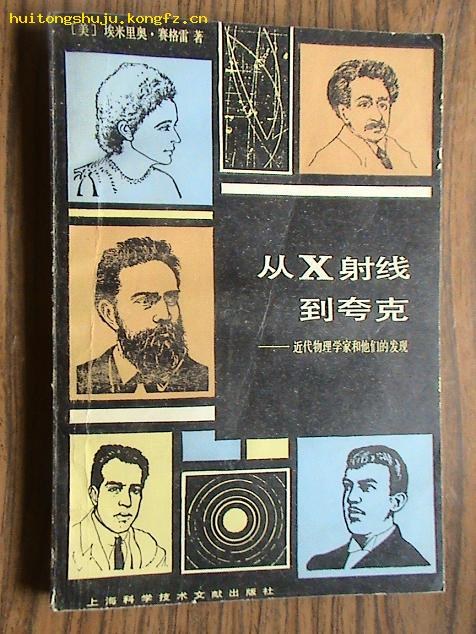 huitongshuju.kongfz.cn
[美] 埃米里奥·赛格雷 著
从X射线
到夸克
——近代物理学家和他们的发现
上海科学技术文献出版社